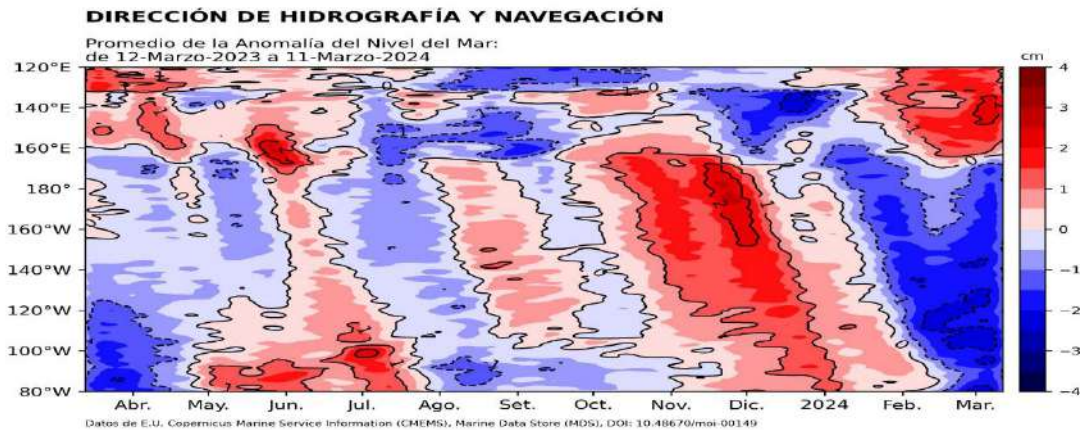 DIRECCIÓN DE HIDROGRAFÍA Y NAVEGACIÓN
Promedio de la Anomalía del Nivel del Mar:
de 12-Marzo-2023 a 11-Marzo-2024
cm
120°E
140°E
160°E
180°
160°W
140°W
120°W
100°W
80°W
4
3
2
1
0
−1
−2
−3
−4
Abr. May. Jun. Jul. Ago. Set. Oct. Nov. Dic. 2024 Feb. Mar.
Datos de E.U. Copernicus Marine Service Information (CMEMS), Marine Data Store (MDS), DOI: 10.48670/moi-00149